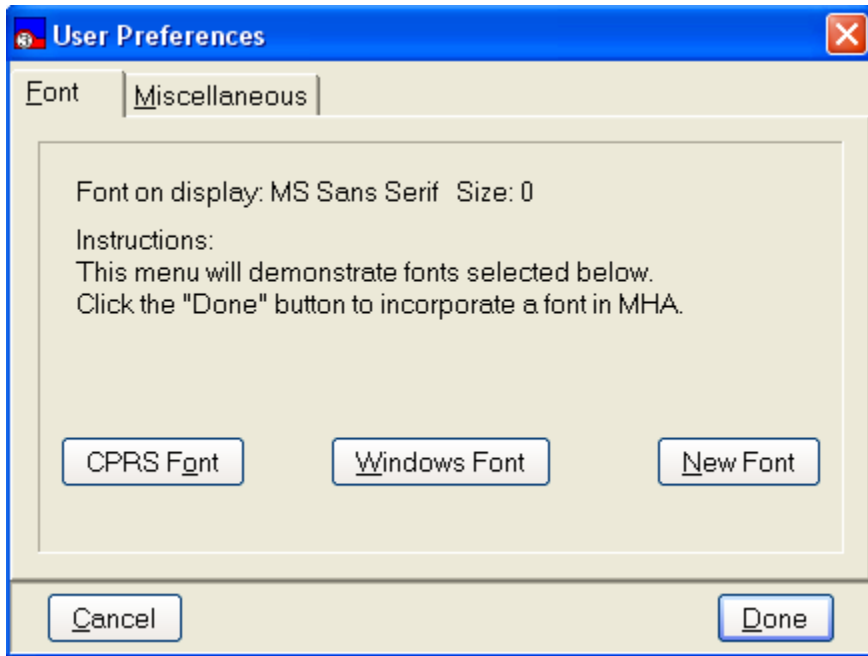 User Preferences
Font
Miscellaneous
Font on display: MS Sans Serif Size: 0
Instructions:
This menu will demonstrate fonts selected below.
Click the "Done" button to incorporate a font in MHA.
CPRS Font
Windows Font
New Font
Cancel
Done